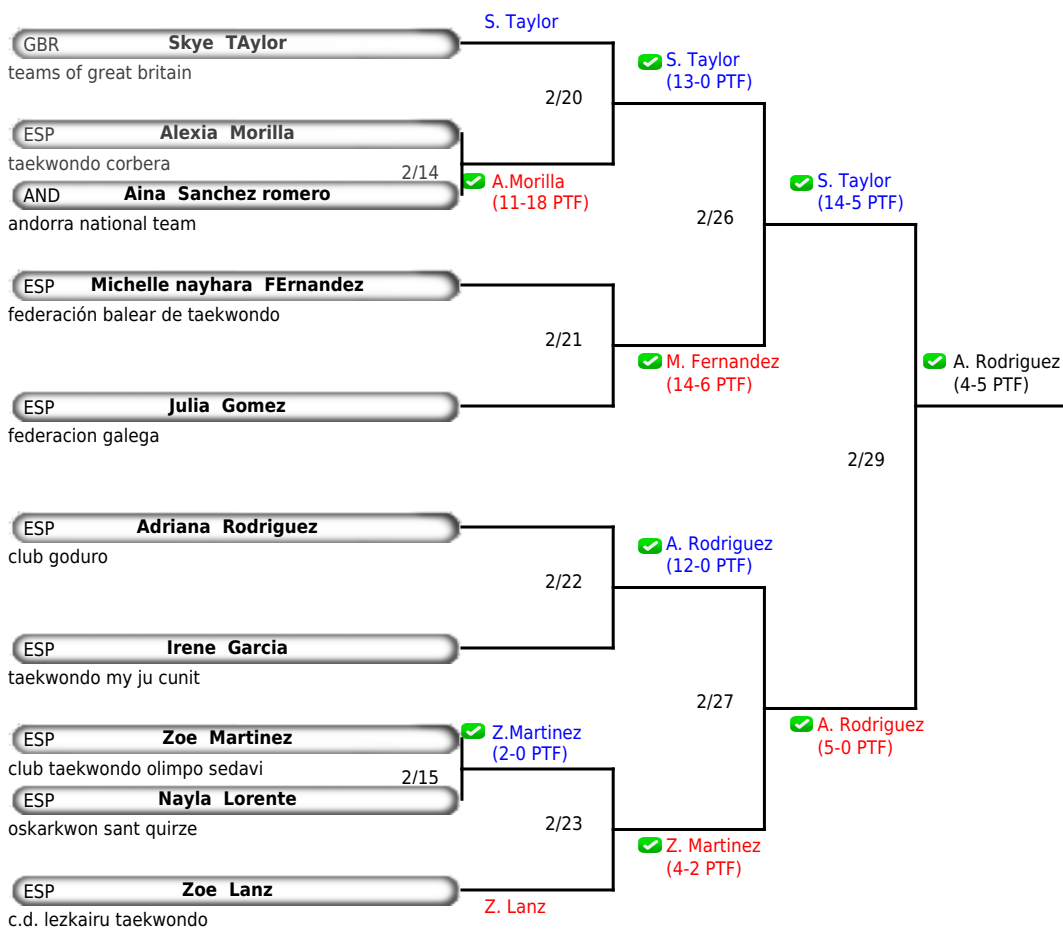 S. Taylor
GBR Skye TAylor
teams of great britain
S. Taylor
(13-0 PTF)
2/20
ESP Alexia Morilla
taekwondo corbera
2/14
A.Morilla
(11-18 PTF)
AND Aina Sanchez romero
andorra national team
S. Taylor
(14-5 PTF)
2/26
ESP Michelle nayhara FErnandez
federación balear de taekwondo
2/21
M. Fernandez
(14-6 PTF)
A. Rodriguez
(4-5 PTF)
ESP Julia Gomez
federacion galega
2/29
ESP Adriana Rodriguez
club goduro
A. Rodriguez
(12-0 PTF)
2/22
ESP Irene Garcia
taekwondo my ju cunit
2/27
A. Rodriguez
(5-0 PTF)
ESP Zoe Martinez
club taekwondo olimpo sedavi
Z.Martinez
(2-0 PTF)
2/15
ESP Nayla Lorente
oskarkwon sant quirze
2/23
Z. Martinez
(4-2 PTF)
ESP Zoe Lanz
c.d. lezkairu taekwondo
Z. Lanz